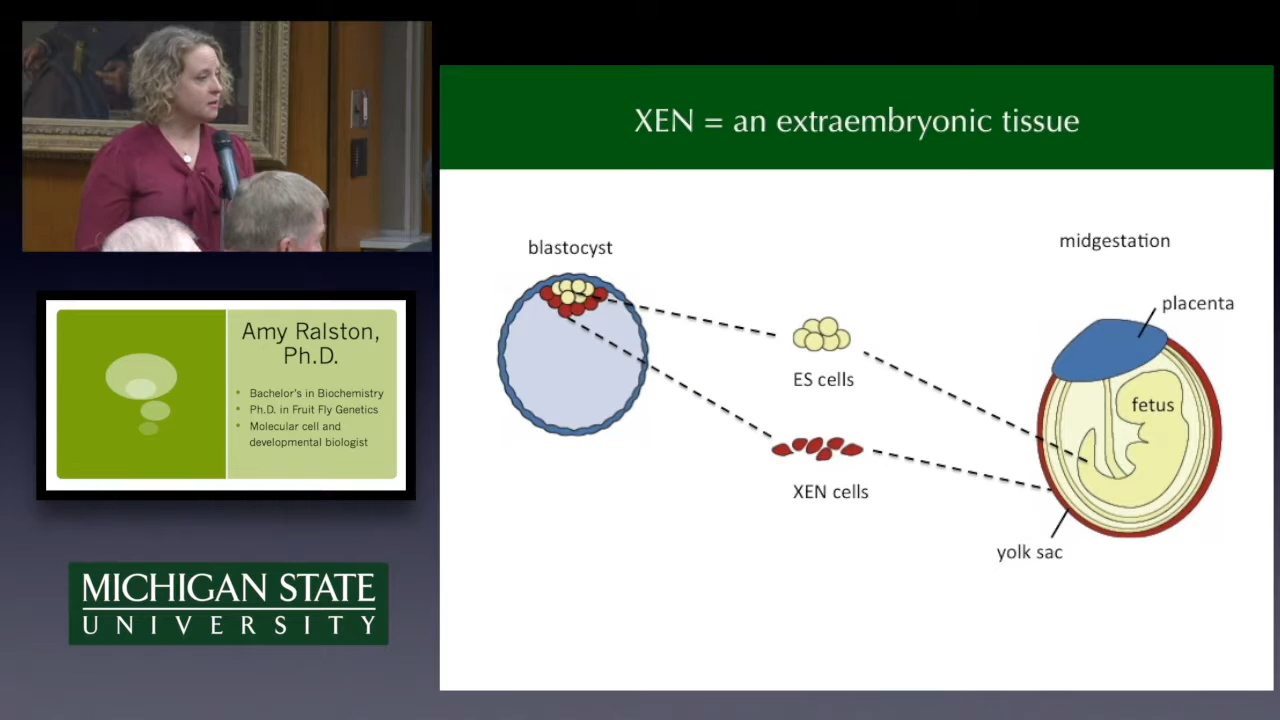 XEN = an extraembryonic tissue
blastocyst
midgestation
placenta
ES cells
fetus
XEN cells
yolk sac
Amy Ralston,
Ph.D.
• Bachelor's in Biochemistry
• Ph.D. in Fruit Fly Genetics
• Molecular cell and
developmental biologist
MICHIGAN STATE
UNIVERSITY